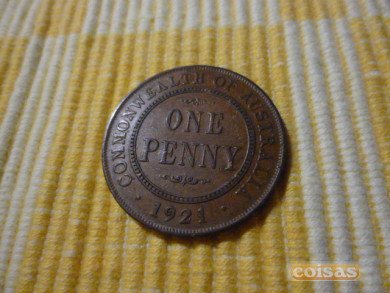 COMMONWEALTH OF AUSTRALIA
ONE
PENNY
1921
coisas